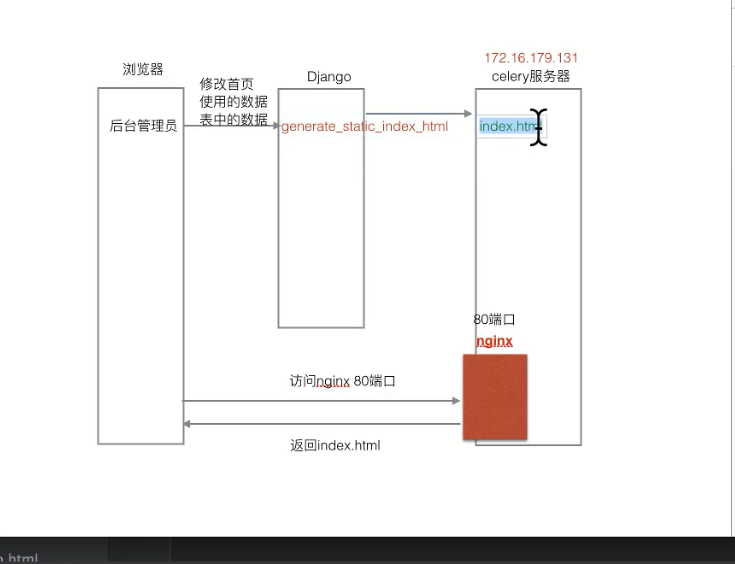 172.16.179.131
浏览器
Django
celery服务器
修改首页
使用的数据
表中的数据
后台管理员
generate_static_index_html
index.html
80端口
nginx
访问nginx 80端口
返回index.html
.html